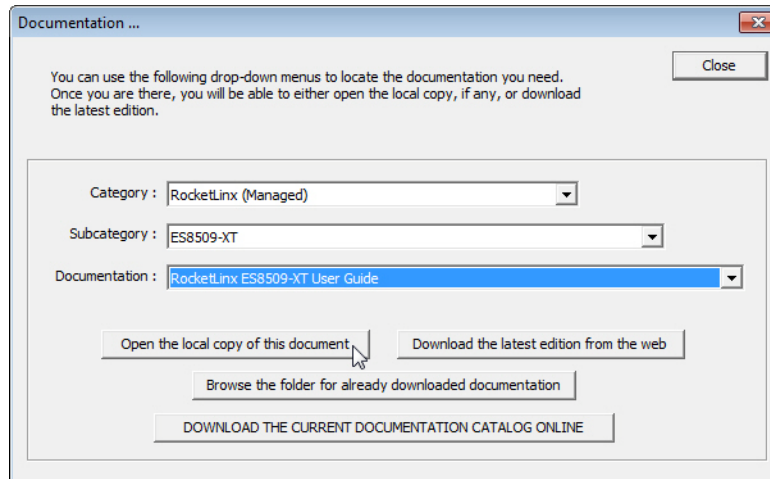 Documentation ...
Close
You can use the following drop-down menus to locate the documentation you need.
Once you are there, you will be able to either open the local copy, if any, or download
the latest edition.
Category : RocketLinx (Managed)
Subcategory : ES8509-XT
Documentation : RocketLinx ES8509-XT User Guide
Open the local copy of this document Download the latest edition from the web
Browse the folder for already downloaded documentation
DOWNLOAD THE CURRENT DOCUMENTATION CATALOG ONLINE